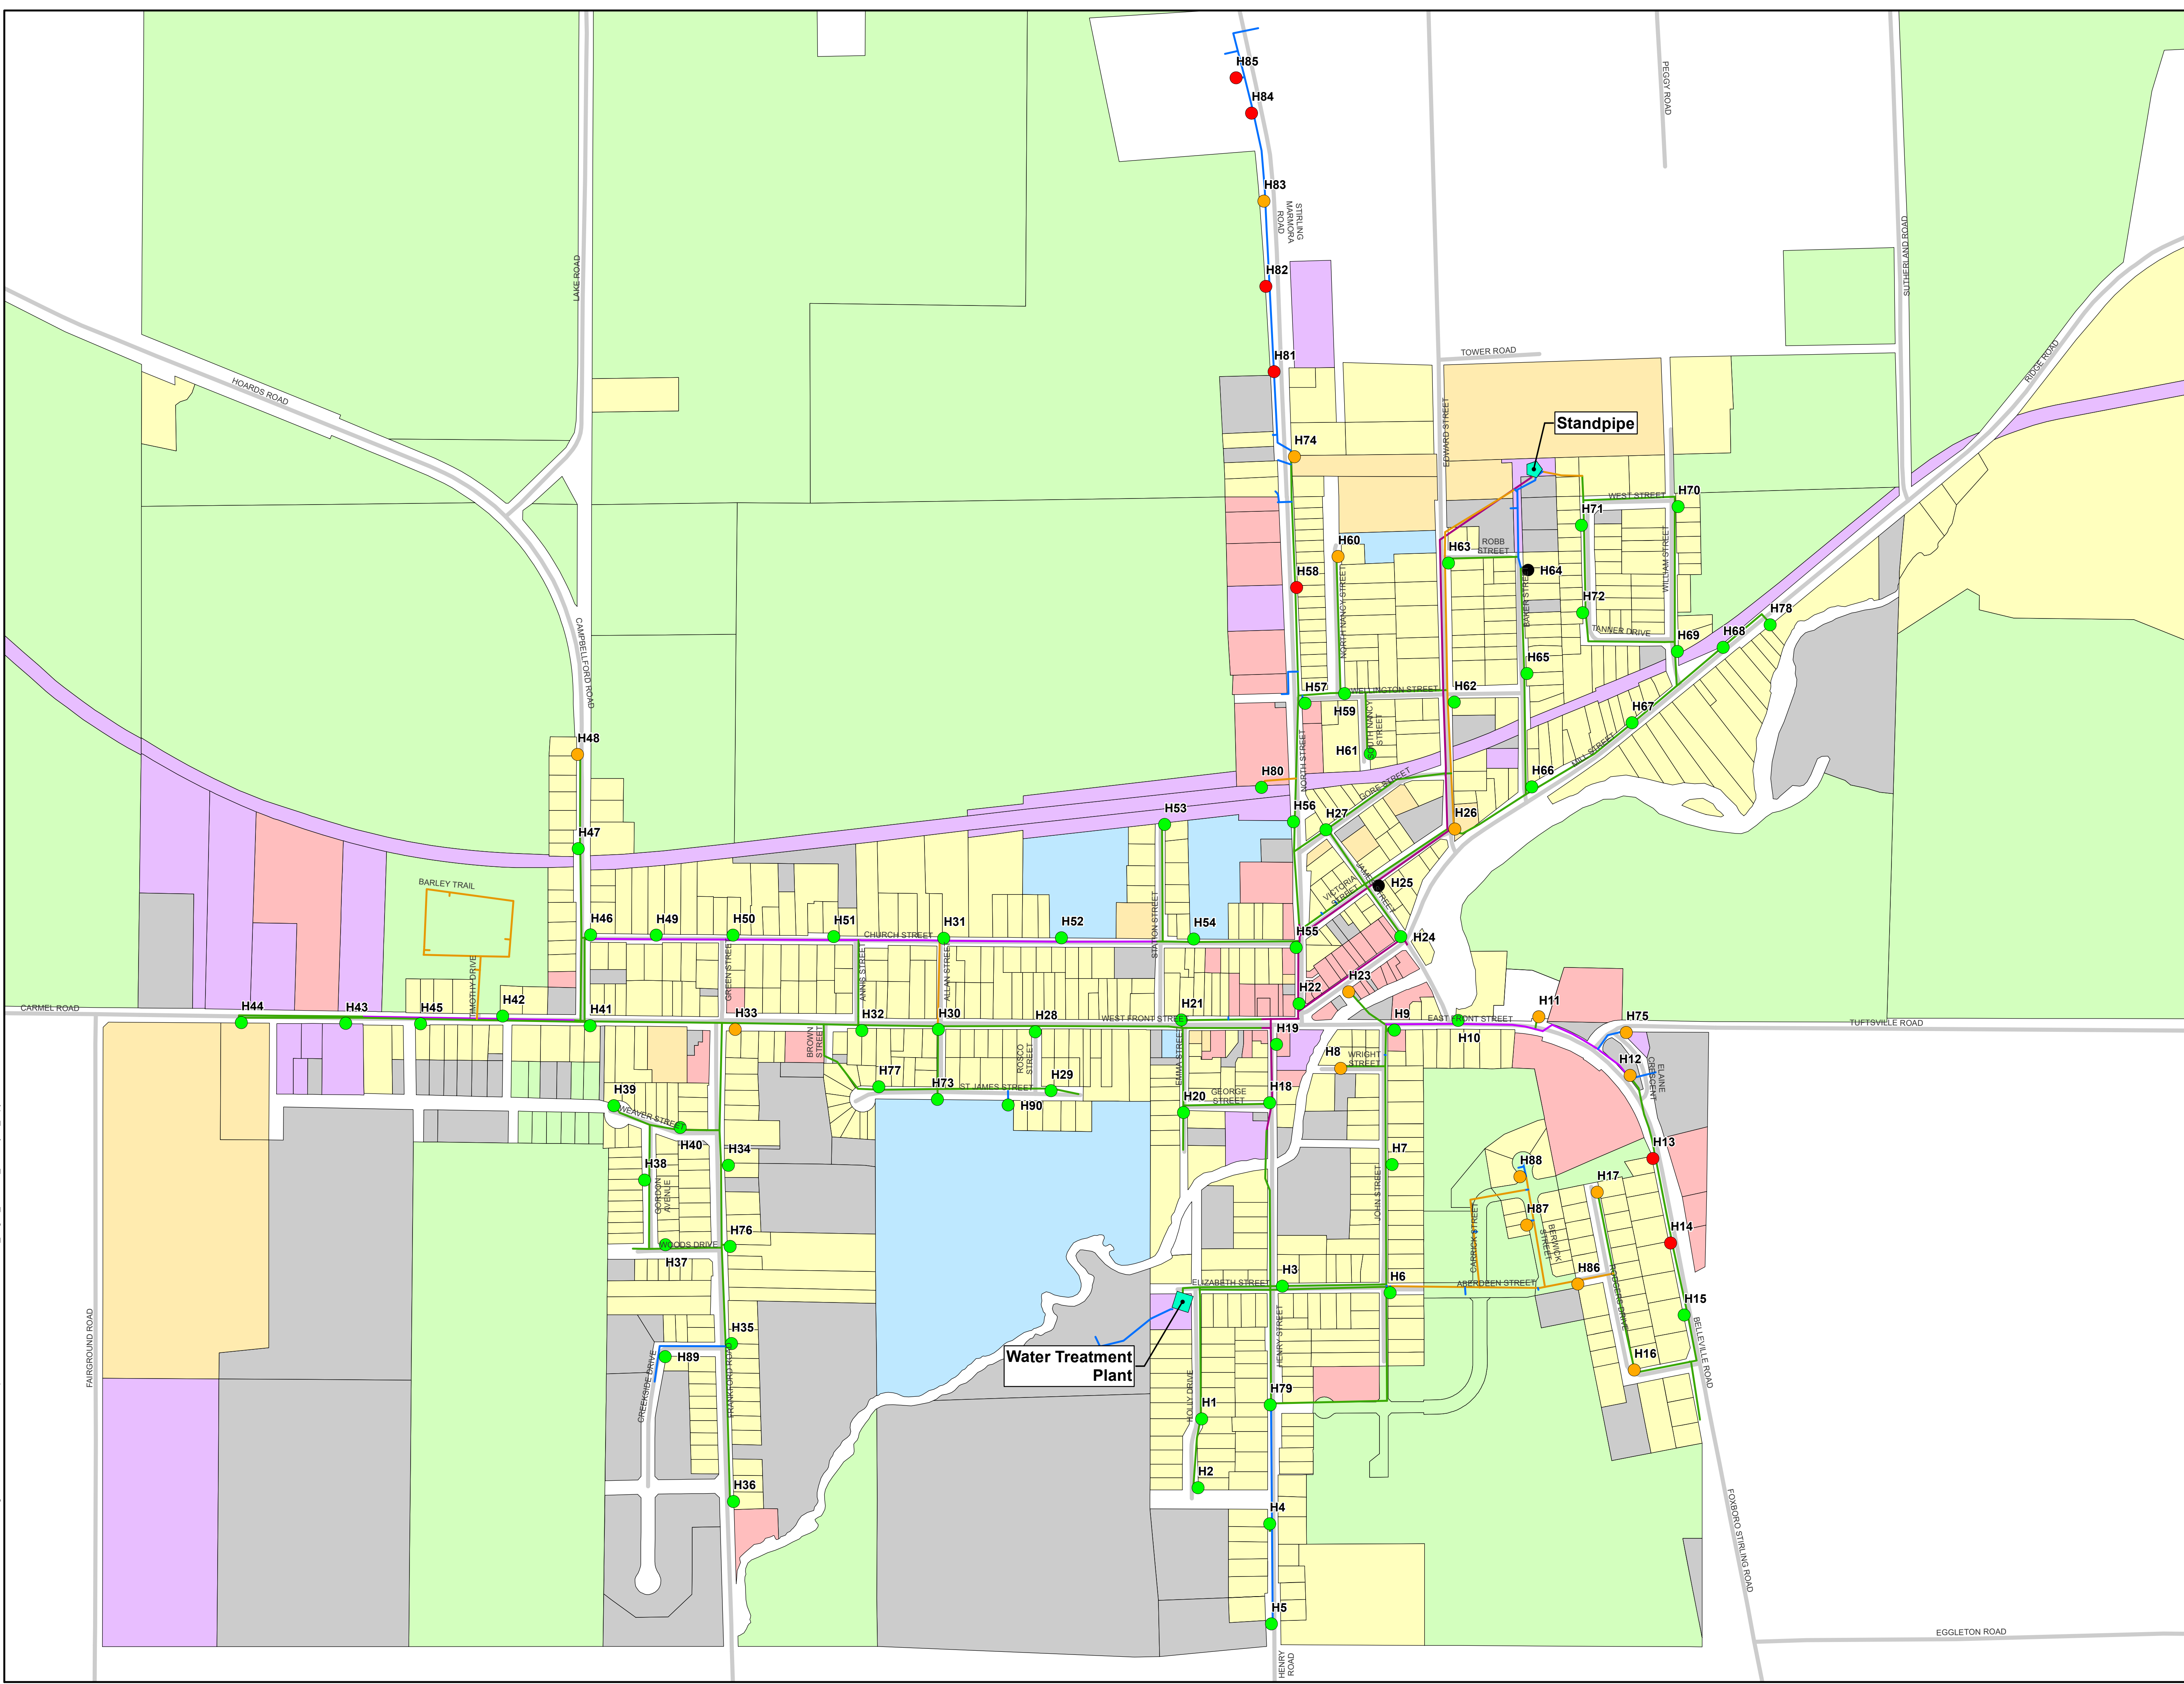 H85
H84
PEGGY ROAD
H83
STIRLING
MARMORA
ROAD
SUTHERLAND ROAD
LAKE ROAD
H82
TOWER ROAD
H81
RIDGE ROAD
HOARDS ROAD
Standpipe
EDWARD STREET
H74
WEST STREET
H70
H71
H60
ROBB
STREET
H63
H64
H58
NORTH NANCY STREET
BAKER STREET
WILLIAM STREET
H72
H78
TANNER DRIVE
CAMPBELLFORD ROAD
H69
H68
H65
H57
WELLINGTON STREET
H62
H59
H67
SOUTH NANCY
STREET
H61
NORTH STREET
MILL STREET
H48
H80
GORE STREET
H66
H53
H56
H27
H26
H47
BARLEY TRAIL
JAMES STREET
H25
VICTORIA
STREET
H46
H49
H50
H51
CHURCH STREET
H31
H52
STATION STREET
H54
H55
H24
TIMOTHY DRIVE
GREEN STREET
ANNIS STREET
ALLAN STREET
H23
CARMEL ROAD
H44
H43
H45
H42
H41
H33
H32
H30
H28
WEST FRONT STREET
H21
H22
H9
EAST FRONT STREET
H10
H11
H75
TUFTSVILLE ROAD
BROWN
STREET
ROSCO
STREET
EMMA STREET
H19
H8
WRIGHT
STREET
H12
ELAINE
CRESCENT
H77
H73
ST JAMES STREET
H29
H90
H18
GEORGE
STREET
H20
H39
WEAVER STREET
H40
H34
H7
H13
H88
H17
H38
GORDON
AVENUE
JOHN STREET
CARRICK STREET
H87
BERWICK
STREET
H14
H76
WOODS DRIVE
H37
H3
ELIZABETH STREET
H6
ABERDEEN STREET
H86
RODGERS DRIVE
H15
FAIRGROUND ROAD
H35
H89
CREEKSIDE DRIVE
FRANKFORD ROAD
Water Treatment
Plant
HENRY STREET
BELLEVILLE ROAD
H16
HOLLY DRIVE
H1
H79
H2
H36
H4
FOXBORO STIRLING ROAD
H5
EGGLETON ROAD
HENRY
ROAD